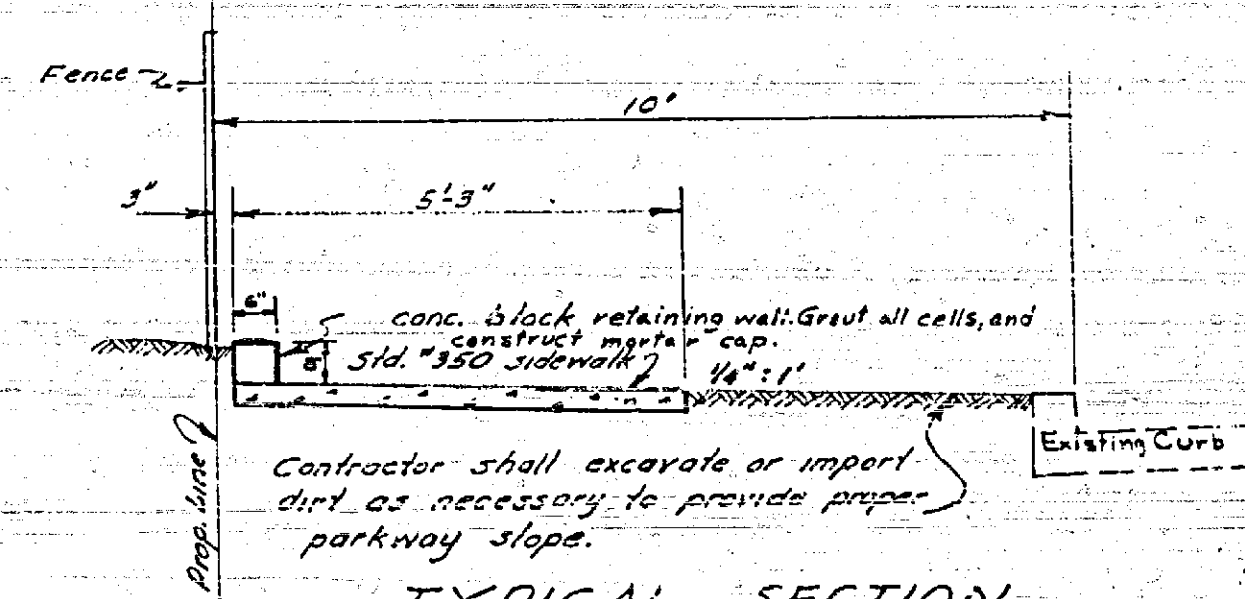 Fence
10'
3"
5'-3"
6"
conc. block retaining wall. Grout all cells, and
construct mortar cap.
8"
Std. #350 sidewalk
1/4" : 1'
Existing Curb
Prop. Line
Contractor shall excavate or import
dirt as necessary to provide proper
parkway slope.
TYPICAL SECTION